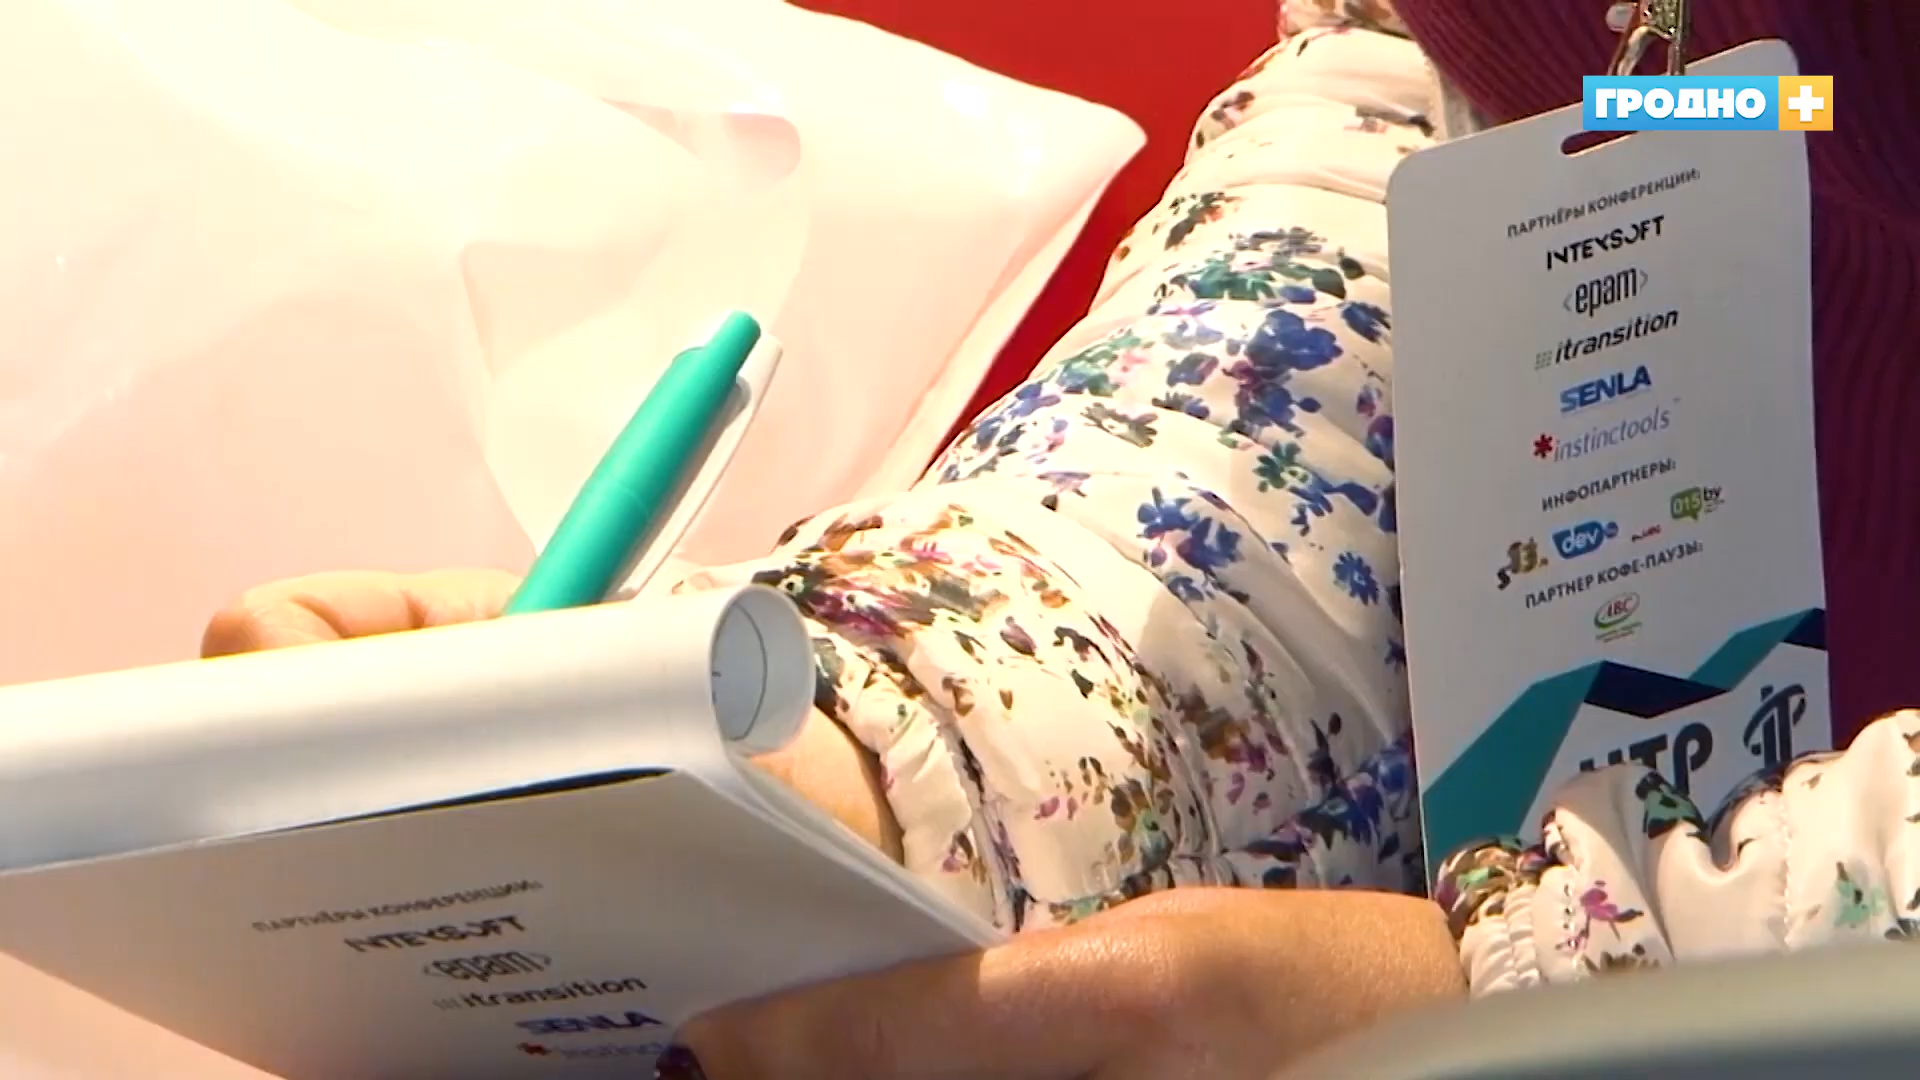 ГРОДНО +
ПАРТНЁРЫ КОНФЕРЕНЦИИ:
INTEXSOFT
<epam>
itransition
SENLA
*instinctools
ИНФОПАРТНЕРЫ:
dev
015by
ПАРТНЕР КОФЕ-ПАУЗЫ:
ABC
ПАРТНЁРЫ КОНФЕРЕНЦИИ:
INTEXSOFT
<epam>
itransition
SENLA